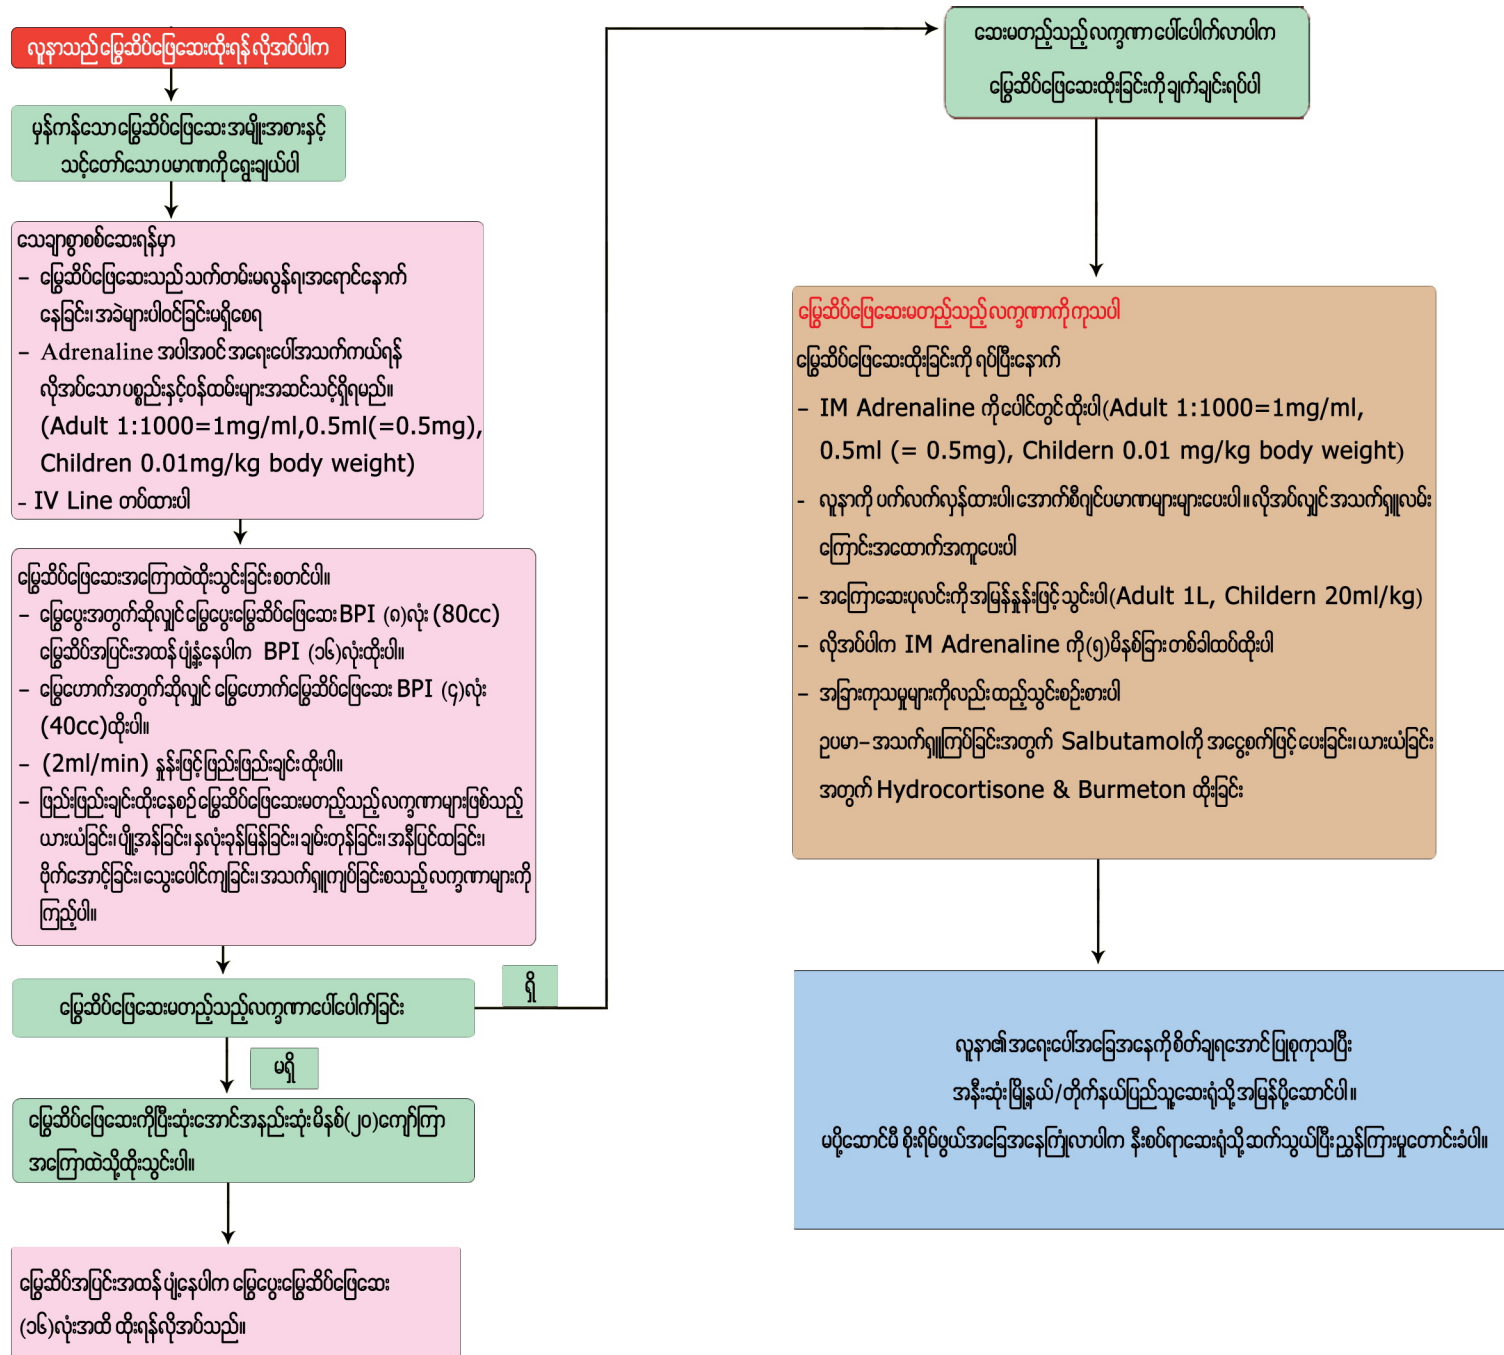 လူနာသည် မြွေဆိပ်ဖြေဆေးထိုးရန် လိုအပ်ပါက
မှန်ကန်သော မြွေဆိပ်ဖြေဆေး အမျိုးအစားနှင့်
သင့်တော်သော ပမာဏကို ရွေးချယ်ပါ
သေချာစွာစစ်ဆေးရန်မှာ
– မြွေဆိပ်ဖြေဆေးသည် သက်တမ်းမလွန်ရ၊ အရောင်နောက်
နေခြင်း၊ အခဲများပါဝင်ခြင်းမရှိစေရ
– Adrenaline အပါအဝင် အရေးပေါ်အသက်ကယ်ရန်
လိုအပ်သော ပစ္စည်းနှင့်ဝန်ထမ်းများအဆင်သင့်ရှိရမည်။
(Adult 1:1000=1mg/ml,0.5ml(=0.5mg),
Children 0.01mg/kg body weight)
- IV Line တပ်ထားပါ
မြွေဆိပ်ဖြေဆေးအကြောထဲထိုးသွင်းခြင်း စတင်ပါ။
– မြွေပွေးအတွက်ဆိုလျှင် မြွေပွေးမြွေဆိပ်ဖြေဆေး BPI (၈)လုံး (80cc)
မြွေဆိပ်အပြင်းအထန် ပျံ့နှံ့နေပါက BPI (၁၆)လုံးထိုးပါ။
– မြွေဟောက်အတွက်ဆိုလျှင် မြွေဟောက်မြွေဆိပ်ဖြေဆေး BPI (၄)လုံး
(40cc)ထိုးပါ။
– (2ml/min) နှုန်းဖြင့်ဖြည်းဖြည်းချင်း ထိုးပါ။
– ဖြည်းဖြည်းချင်းထိုးနေစဉ် မြွေဆိပ်ဖြေဆေးမတည့်သည့် လက္ခဏာများဖြစ်သည့်
ယားယံခြင်း၊ ပျို့အန်ခြင်း၊ နှလုံးခုန်မြန်ခြင်း၊ ချမ်းတုန်ခြင်း၊ အနီပြင်ထခြင်း၊
ဗိုက်အောင့်ခြင်း၊ သွေးပေါင်ကျခြင်း၊ အသက်ရှူကျပ်ခြင်းစသည့် လက္ခဏာများကို
ကြည့်ပါ။
မြွေဆိပ်ဖြေဆေးမတည့်သည့်လက္ခဏာပေါ်ပေါက်ခြင်း
ရှိ
မရှိ
မြွေဆိပ်ဖြေဆေးကိုပြီးဆုံးအောင်အနည်းဆုံး မိနစ်(၂၀)ကျော်ကြာ
အကြောထဲသို့ထိုးသွင်းပါ။
မြွေဆိပ်အပြင်းအထန် ပျံ့နေပါက မြွေပွေးမြွေဆိပ်ဖြေဆေး
(၁၆)လုံးအထိ ထိုးရန်လိုအပ်သည်။
ဆေးမတည့်သည့် လက္ခဏာ ပေါ်ပေါက်လာပါက
မြွေဆိပ်ဖြေဆေးထိုးခြင်းကို ချက်ချင်းရပ်ပါ
မြွေဆိပ်ဖြေဆေးမတည့်သည့် လက္ခဏာကို ကုသပါ
မြွေဆိပ်ဖြေဆေးထိုးခြင်းကို ရပ်ပြီးနောက်
– IM Adrenaline ကိုပေါင်တွင် ထိုးပါ(Adult 1:1000=1mg/ml,
0.5ml (= 0.5mg), Childern 0.01 mg/kg body weight)
- လူနာကို ပက်လက်လှန်ထားပါ၊ အောက်စီဂျင်ပမာဏများများပေးပါ။ လိုအပ်လျှင် အသက်ရှူလမ်း
ကြောင်းအထောက်အကူပေးပါ
– အကြောဆေးပုလင်းကို အမြန်နှုန်းဖြင့် သွင်းပါ(Adult 1L, Childern 20ml/kg)
– လိုအပ်ပါက IM Adrenaline ကို(၅)မိနစ်ခြား တစ်ခါထပ်ထိုးပါ
– အခြားကုသမှုများကိုလည်း ထည့်သွင်းစဉ်းစားပါ
ဥပမာ–အသက်ရှူကြပ်ခြင်းအတွက် Salbutamolကို အငွေ့စက်ဖြင့် ပေးခြင်း၊ ယားယံခြင်း
အတွက် Hydrocortisone & Burmeton ထိုးခြင်း
လူနာ၏ အရေးပေါ်အခြေအနေကို စိတ်ချရအောင် ပြုစုကုသပြီး
အနီးဆုံး မြို့နယ်/တိုက်နယ်ပြည်သူ့ဆေးရုံသို့ အမြန်ပို့ဆောင်ပါ။
မပို့ဆောင်မီ စိုးရိမ်ဖွယ်အခြေအနေကြုံလာပါက နီးစပ်ရာဆေးရုံသို့ ဆက်သွယ်ပြီး ညွှန်ကြားမှုတောင်းခံပါ။